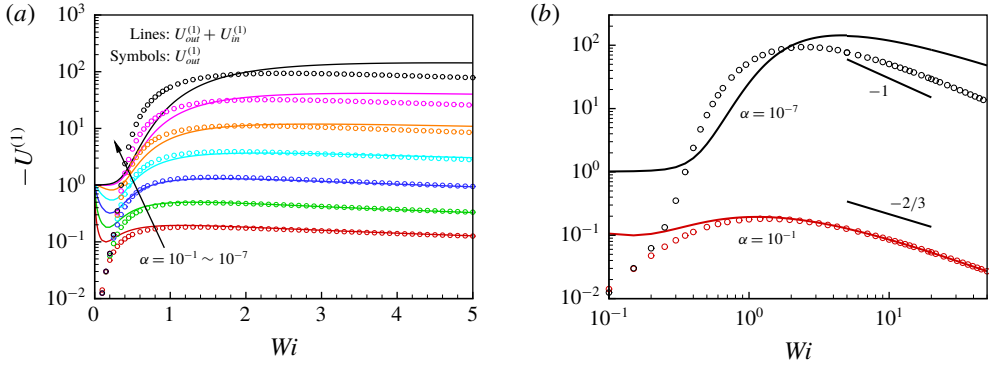 (a)
Lines: U_out^(1) + U_in^(1)
Symbols: U_out^(1)
10^3
10^2
10^1
10^0
10^-1
10^-2
−U^(1)
α = 10^-1 ~ 10^-7
0 1 2 3 4 5
Wi
(b)
10^3
10^2
10^1
10^0
10^-1
10^-2
−1
α = 10^-7
−2/3
α = 10^-1
10^-1 10^0 10^1
Wi